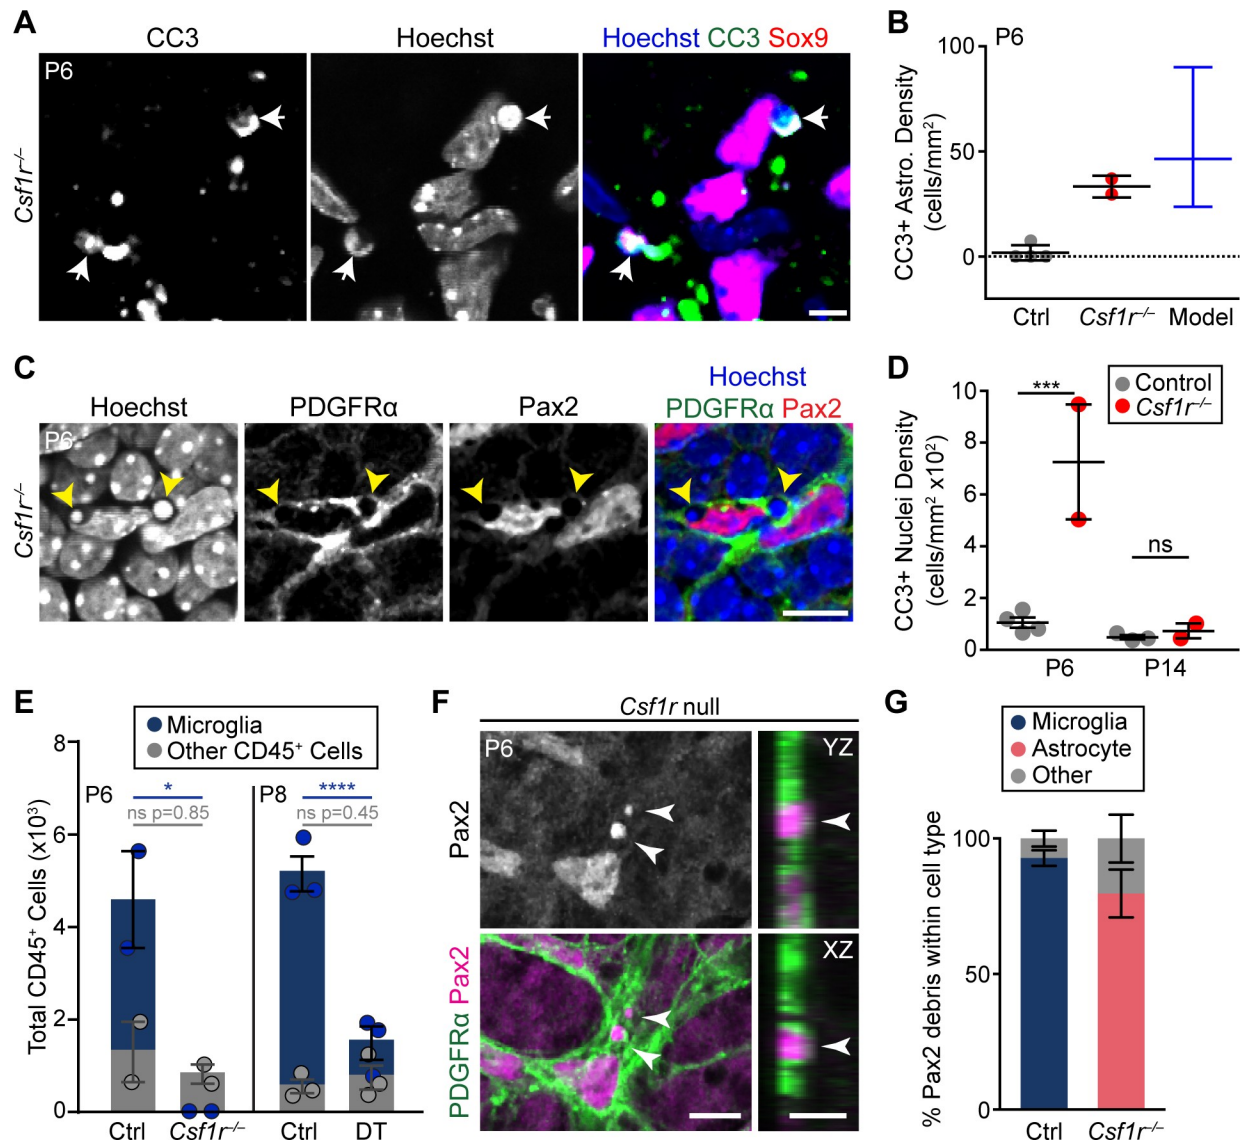 A
CC3 Hoechst Hoechst CC3 Sox9
P6
Csf1r–/–
B
P6
CC3+ Astro. Density
(cells/mm2)
100
50
0
Ctrl Csf1r–/– Model
C
Hoechst
Hoechst PDGFRα Pax2 PDGFRα Pax2
P6
Csf1r–/–
D
Control
Csf1r–/–
CC3+ Nuclei Density
(cells/mm2 x102)
10
8
6
4
2
0
***
ns
P6 P14
E
Microglia
Other CD45+ Cells
Total CD45+ Cells (x103)
8
6
4
2
0
P6 * P8 ****
ns p=0.85 ns p=0.45
Ctrl Csf1r–/– Ctrl DT
F
Csf1r null
P6 YZ
Pax2
XZ
PDGFRα Pax2
G
Microglia
Astrocyte
Other
% Pax2 debris within cell type
100
50
0
Ctrl Csf1r–/–